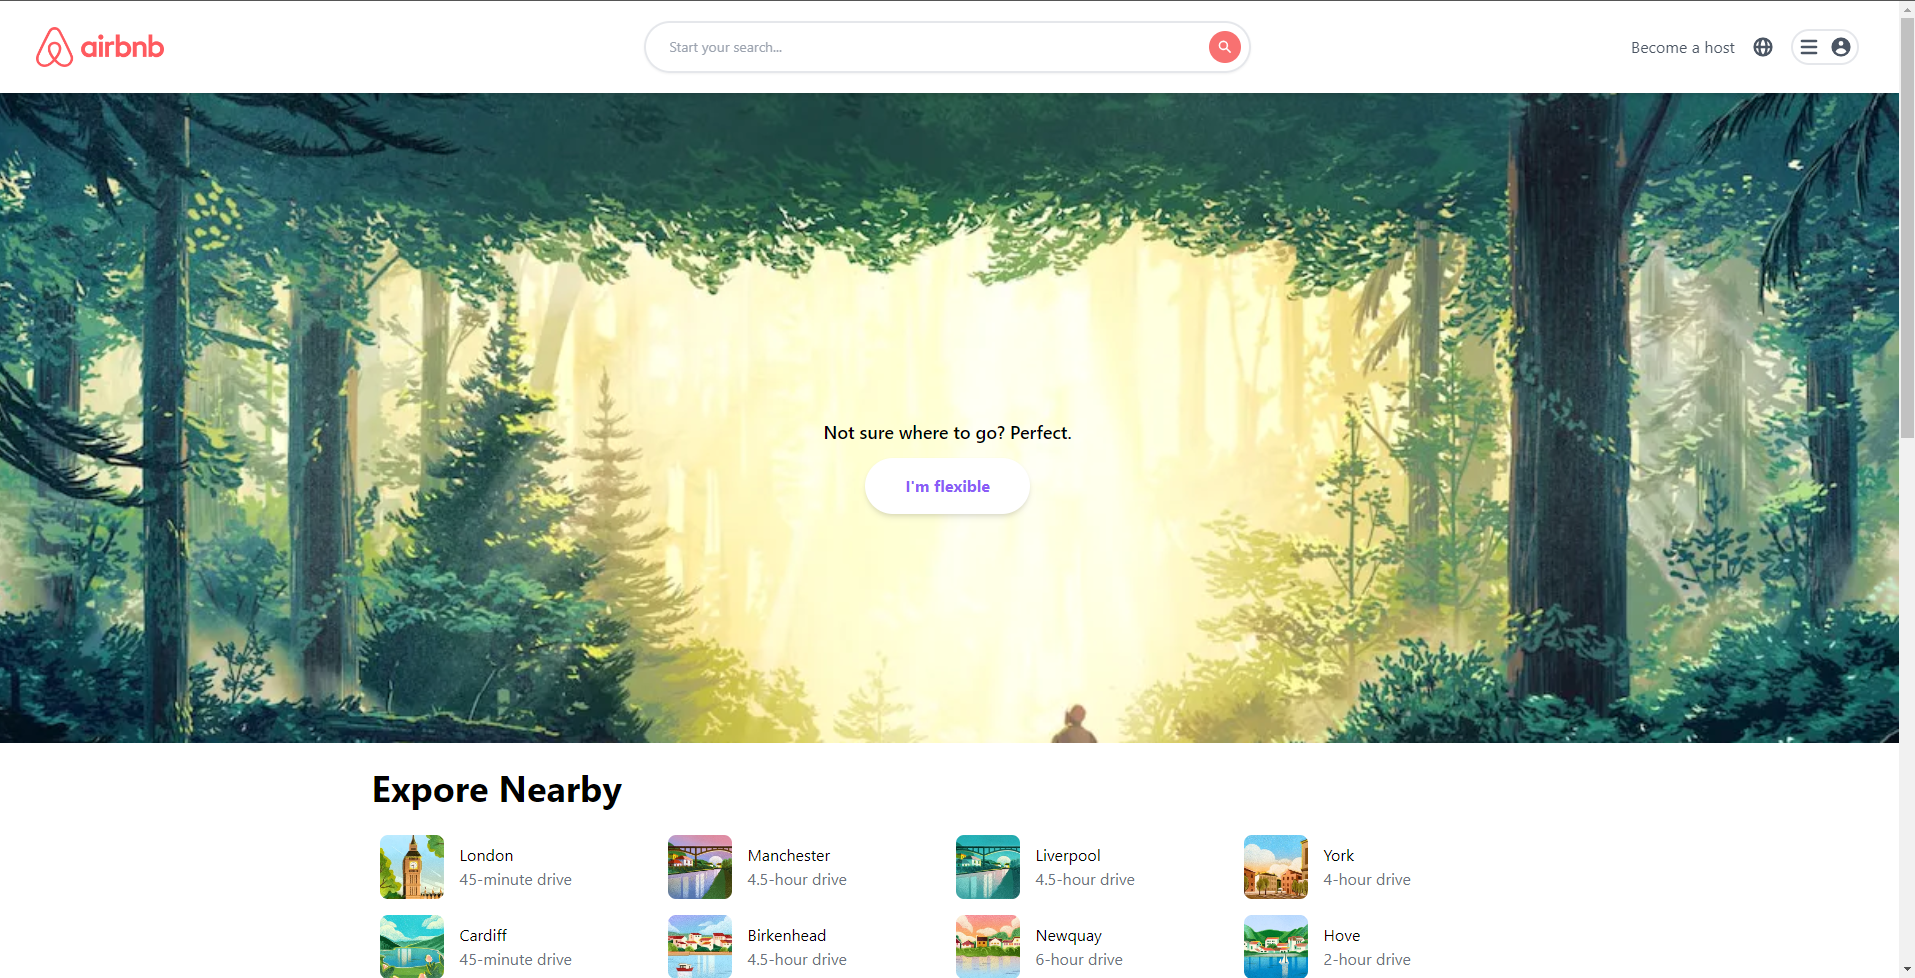 airbnb
Start your search...
Become a host
Not sure where to go? Perfect.
I'm flexible
Expore Nearby
London
45-minute drive
Manchester
4.5-hour drive
Liverpool
4.5-hour drive
York
4-hour drive
Cardiff
45-minute drive
Birkenhead
4.5-hour drive
Newquay
6-hour drive
Hove
2-hour drive